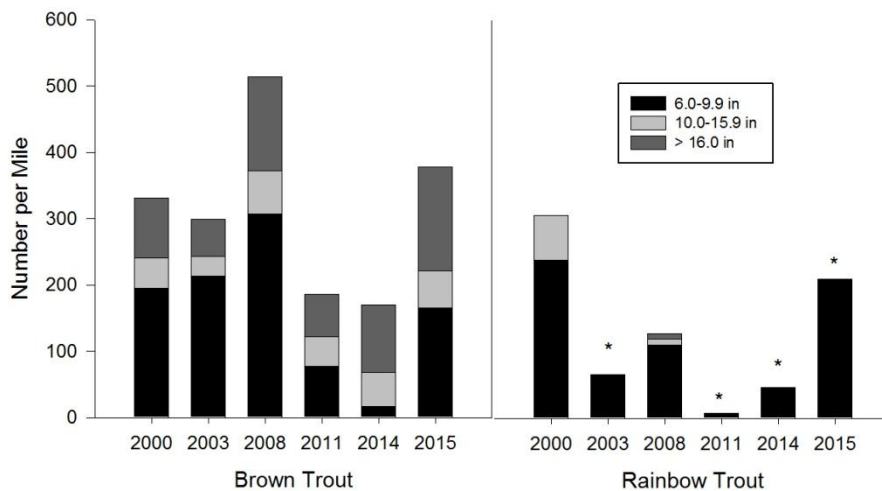 600
500
400
300
200
100
0
Number per Mile
6.0-9.9 in
10.0-15.9 in
> 16.0 in
* * * *
2000 2003 2008 2011 2014 2015 2000 2003 2008 2011 2014 2015
Brown Trout Rainbow Trout